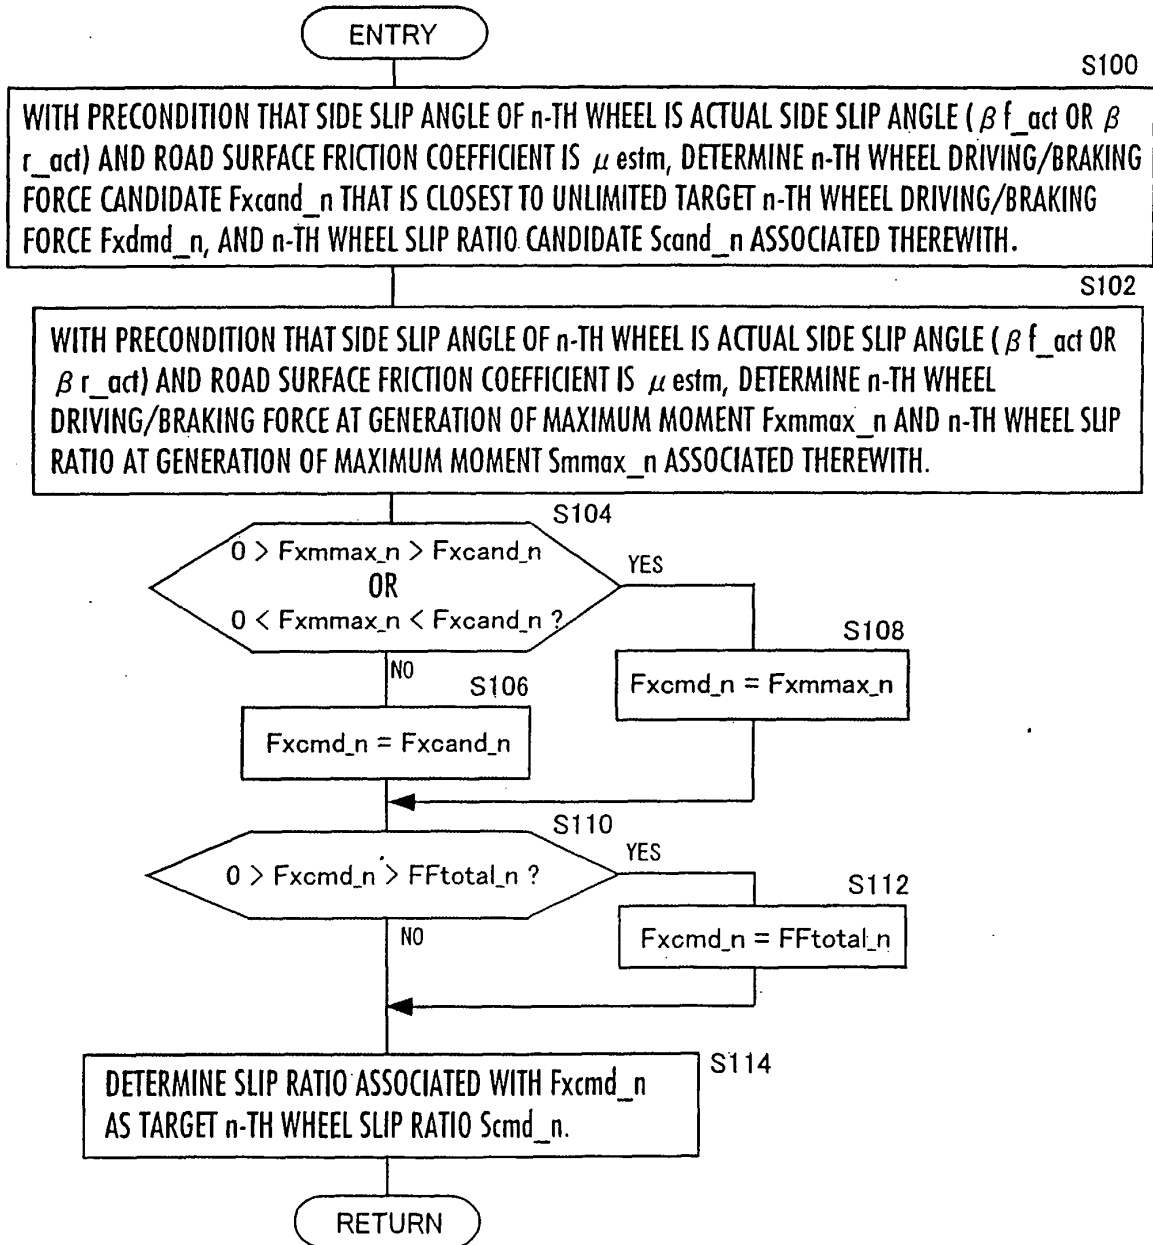 ENTRY
S100
WITH PRECONDITION THAT SIDE SLIP ANGLE OF n-TH WHEEL IS ACTUAL SIDE SLIP ANGLE ( β f_act OR β
r_act) AND ROAD SURFACE FRICTION COEFFICIENT IS μ estm, DETERMINE n-TH WHEEL DRIVING/BRAKING
FORCE CANDIDATE Fxcand_n THAT IS CLOSEST TO UNLIMITED TARGET n-TH WHEEL DRIVING/BRAKING
FORCE Fxdmd_n, AND n-TH WHEEL SLIP RATIO CANDIDATE Scand_n ASSOCIATED THEREWITH.
S102
WITH PRECONDITION THAT SIDE SLIP ANGLE OF n-TH WHEEL IS ACTUAL SIDE SLIP ANGLE ( β f_act OR
β r_act) AND ROAD SURFACE FRICTION COEFFICIENT IS μ estm, DETERMINE n-TH WHEEL
DRIVING/BRAKING FORCE AT GENERATION OF MAXIMUM MOMENT Fxmmax_n AND n-TH WHEEL SLIP
RATIO AT GENERATION OF MAXIMUM MOMENT Smmax_n ASSOCIATED THEREWITH.
S104
0 > Fxmmax_n > Fxcand_n
OR
0 < Fxmmax_n < Fxcand_n ?
YES
NO
S108
Fxcmd_n = Fxmmax_n
S106
Fxcmd_n = Fxcand_n
S110
0 > Fxcmd_n > FFtotal_n ?
YES
NO
S112
Fxcmd_n = FFtotal_n
S114
DETERMINE SLIP RATIO ASSOCIATED WITH Fxcmd_n
AS TARGET n-TH WHEEL SLIP RATIO Scmd_n.
RETURN